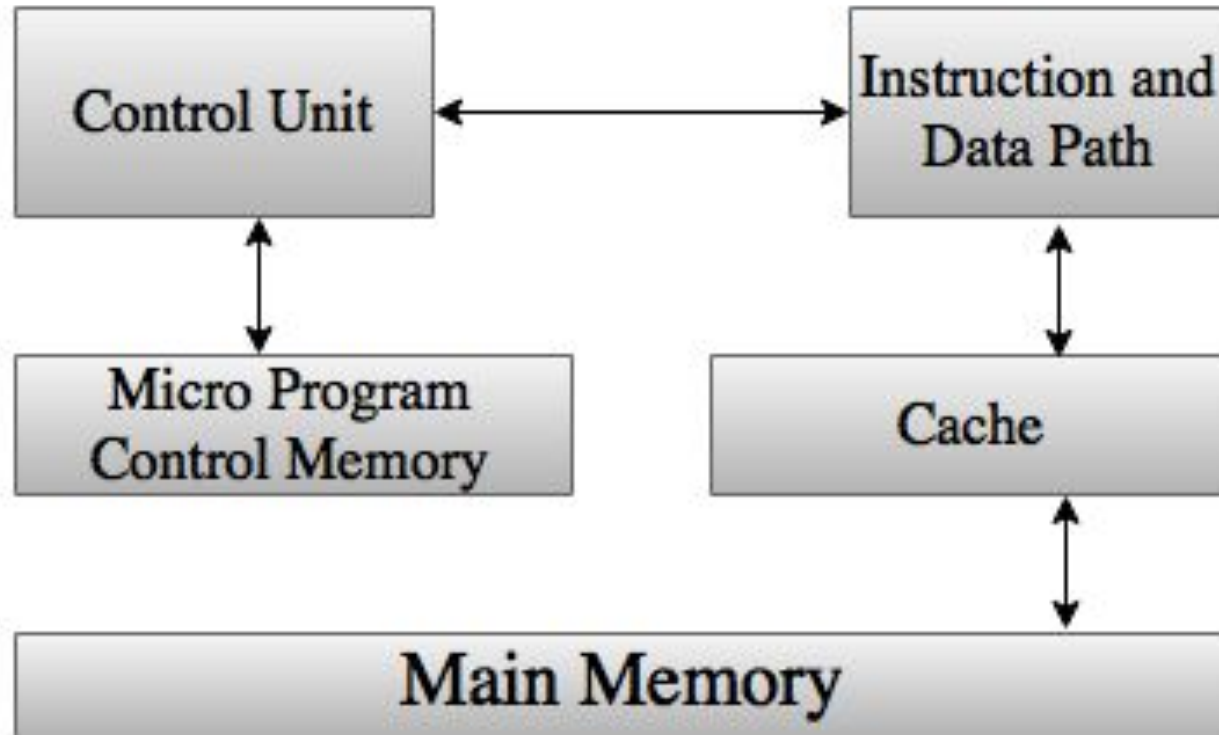 Control Unit
Instruction and
Data Path
Micro Program
Control Memory
Cache
Main Memory